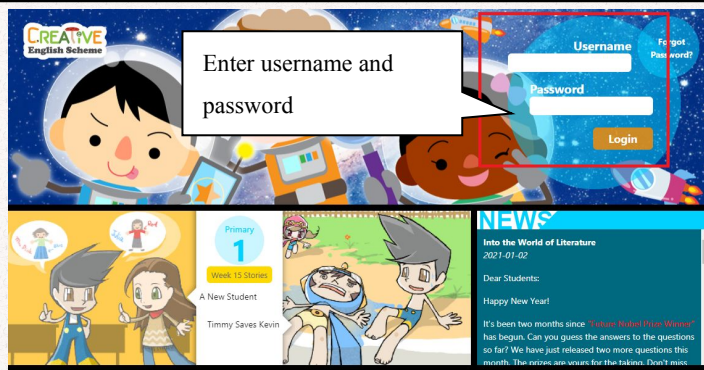 CREATIVE
English Scheme
Enter username and
password
Username
Password
Login
Forgot
Password?
Primary
1
Week 15 Stories
A New Student
Timmy Saves Kevin
NEWS
Into the World of Literature
2021-01-02
Dear Students:
Happy New Year!
It's been two months since "Future Nobel Prize Winner"
has begun. Can you guess the answers to the questions
so far? We have just released two more questions this
month. The prizes are yours for the taking. Don't miss